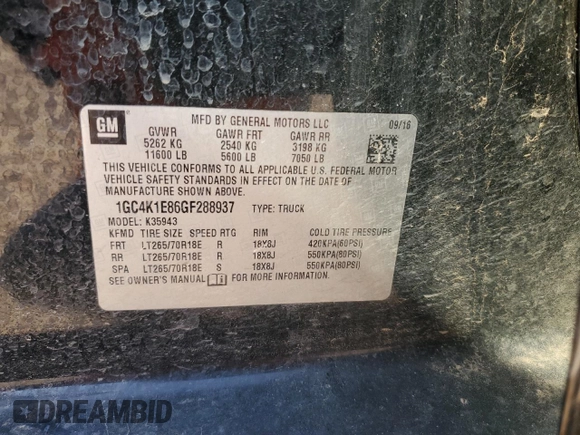 GM
MFD BY GENERAL MOTORS LLC
09/16
GVWR GAWR FRT GAWR RR
5262 KG 2540 KG 3198 KG
11600 LB 5600 LB 7050 LB
THIS VEHICLE CONFORMS TO ALL APPLICABLE U.S. FEDERAL MOTOR
VEHICLE SAFETY STANDARDS IN EFFECT ON THE DATE OF
MANUFACTURE SHOWN ABOVE.
1GC4K1E86GF288937 TYPE: TRUCK
MODEL: K35943
KFMD TIRE SIZE SPEED RTG RIM COLD TIRE PRESSURE
FRT LT265/70R18E R 18X8J 420KPA(60PSI)
RR LT265/70R18E R 18X8J 550KPA(80PSI)
SPA LT265/70R18E S 18X8J 550KPA(80PSI)
SEE OWNER'S MANUAL FOR MORE INFORMATION.
DREAMBID